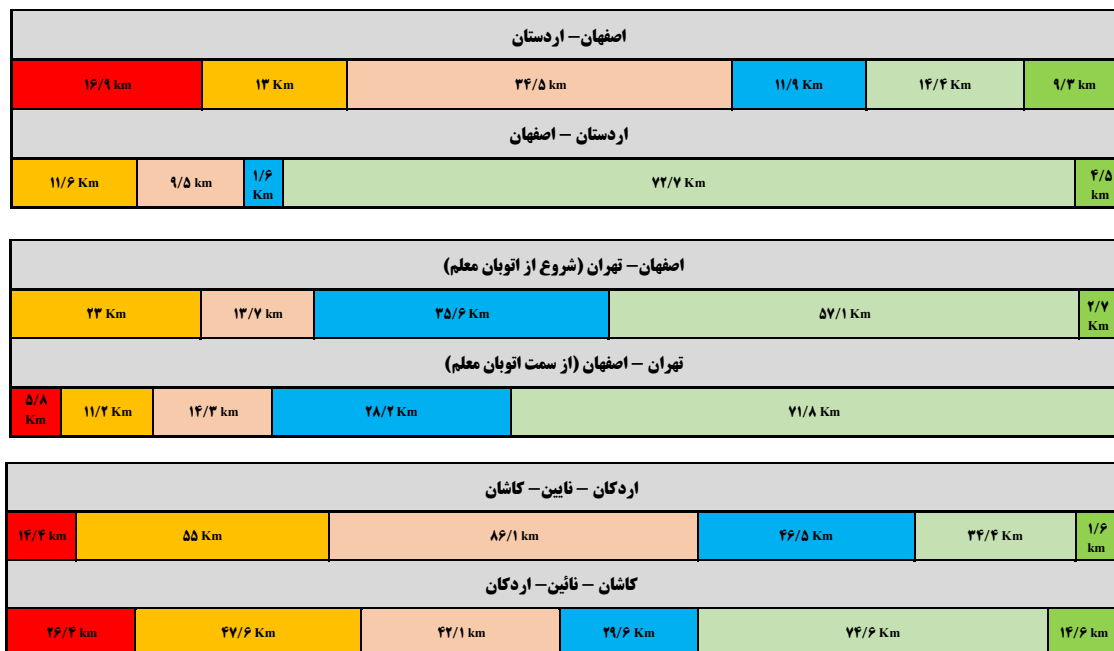 اصفهان– اردستان
۱۶/۹ km
۱۳ Km
۳۴/۵ km
۱۱/۹ Km
۱۴/۴ Km
۹/۳ km
اردستان – اصفهان
۱۱/۶ Km
۹/۵ km
۱/۶
Km
۷۲/۷ Km
۴/۵
km
اصفهان– تهران (شروع از اتوبان معلم)
۲۳ Km
۱۳/۷ km
۳۵/۶ Km
۵۷/۱ Km
۲/۷
Km
تهران – اصفهان (از سمت اتوبان معلم)
۵/۸
Km
۱۱/۲ Km
۱۴/۳ km
۲۸/۲ Km
۷۱/۸ Km
اردکان – نایین– کاشان
۱۴/۴ km
۵۵ Km
۸۶/۱ km
۴۶/۵ Km
۳۴/۴ Km
۱/۶
km
کاشان – نائین– اردکان
۲۶/۴ km
۴۷/۶ Km
۴۲/۱ km
۲۹/۶ Km
۷۴/۶ Km
۱۴/۶ km